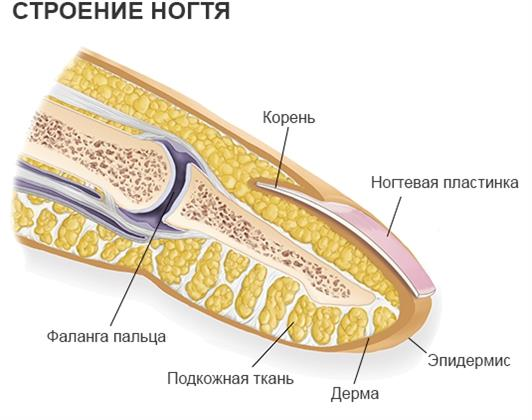 СТРОЕНИЕ НОГТЯ
Корень
Ногтевая пластинка
Фаланга пальца
Эпидермис
Подкожная ткань
Дерма